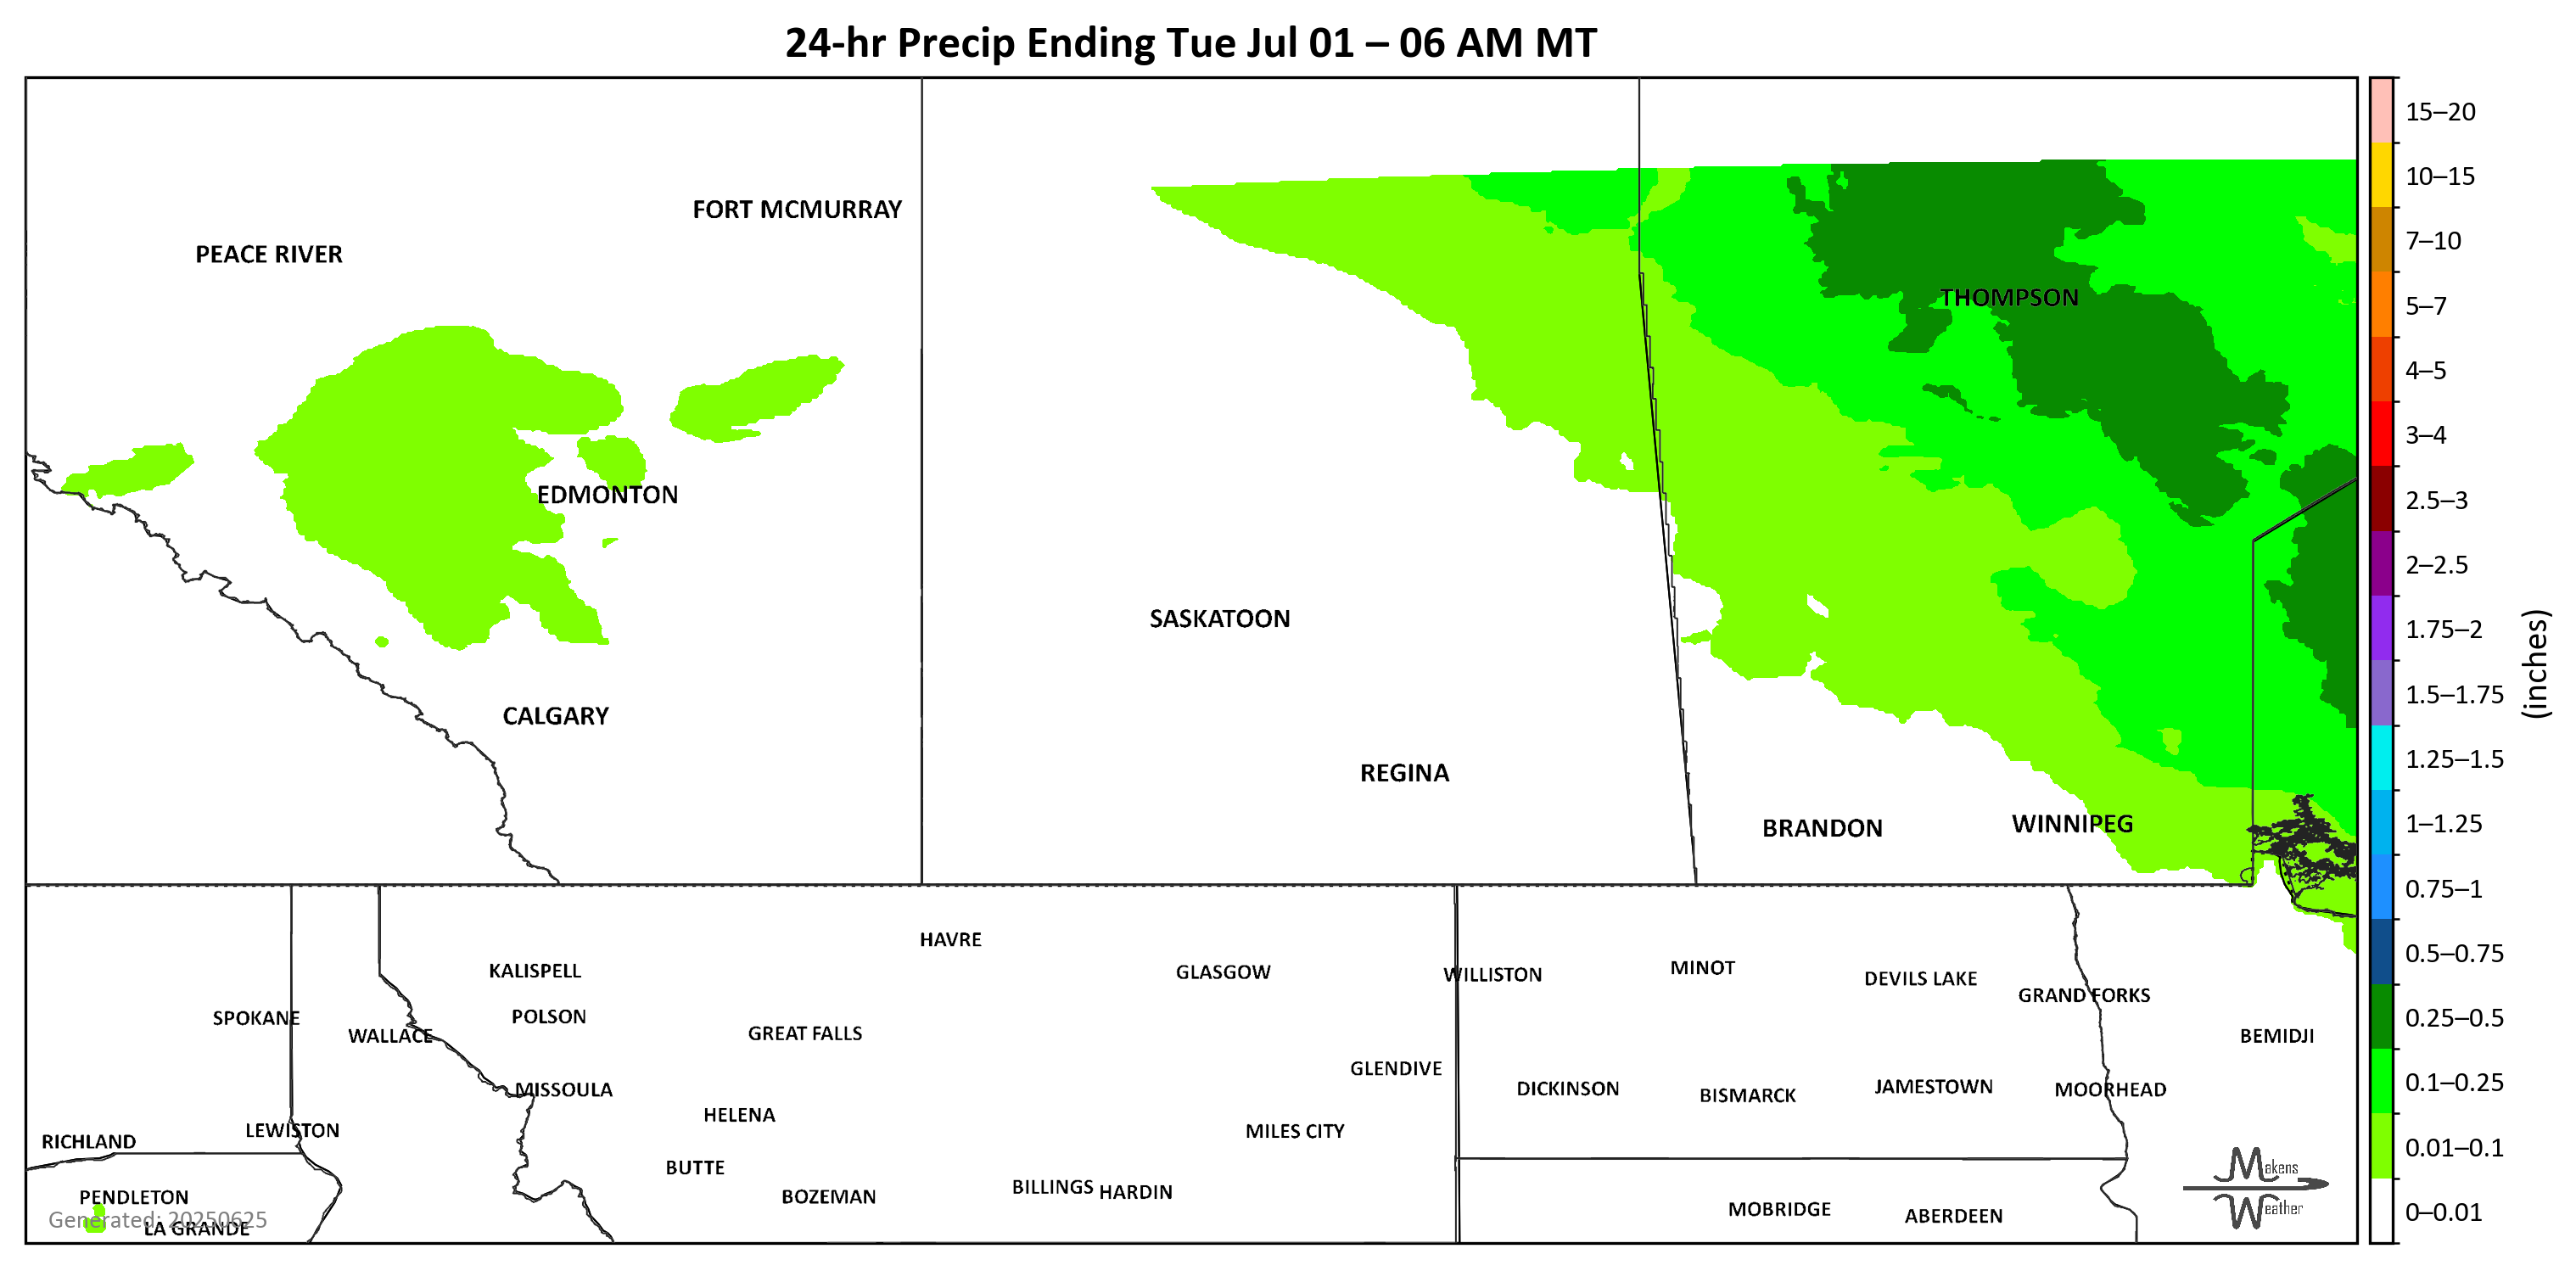 24-hr Precip Ending Tue Jul 01 – 06 AM MT
FORT MCMURRAY
PEACE RIVER
THOMPSON
EDMONTON
SASKATOON
CALGARY
REGINA
BRANDON
WINNIPEG
HAVRE
KALISPELL
GLASGOW
WILLISTON
MINOT
DEVILS LAKE
GRAND FORKS
SPOKANE
POLSON
WALLACE
GREAT FALLS
BEMIDJI
GLENDIVE
MISSOULA
DICKINSON
BISMARCK
JAMESTOWN
MOORHEAD
HELENA
LEWISTON
MILES CITY
RICHLAND
BUTTE
PENDLETON
BOZEMAN
BILLINGS
HARDIN
MOBRIDGE
ABERDEEN
Generated: 20250625
LA GRANDE
Makens
Weather
15–20
10–15
7–10
5–7
4–5
3–4
2.5–3
2–2.5
1.75–2
1.5–1.75
1.25–1.5
1–1.25
0.75–1
0.5–0.75
0.25–0.5
0.1–0.25
0.01–0.1
0–0.01
(inches)